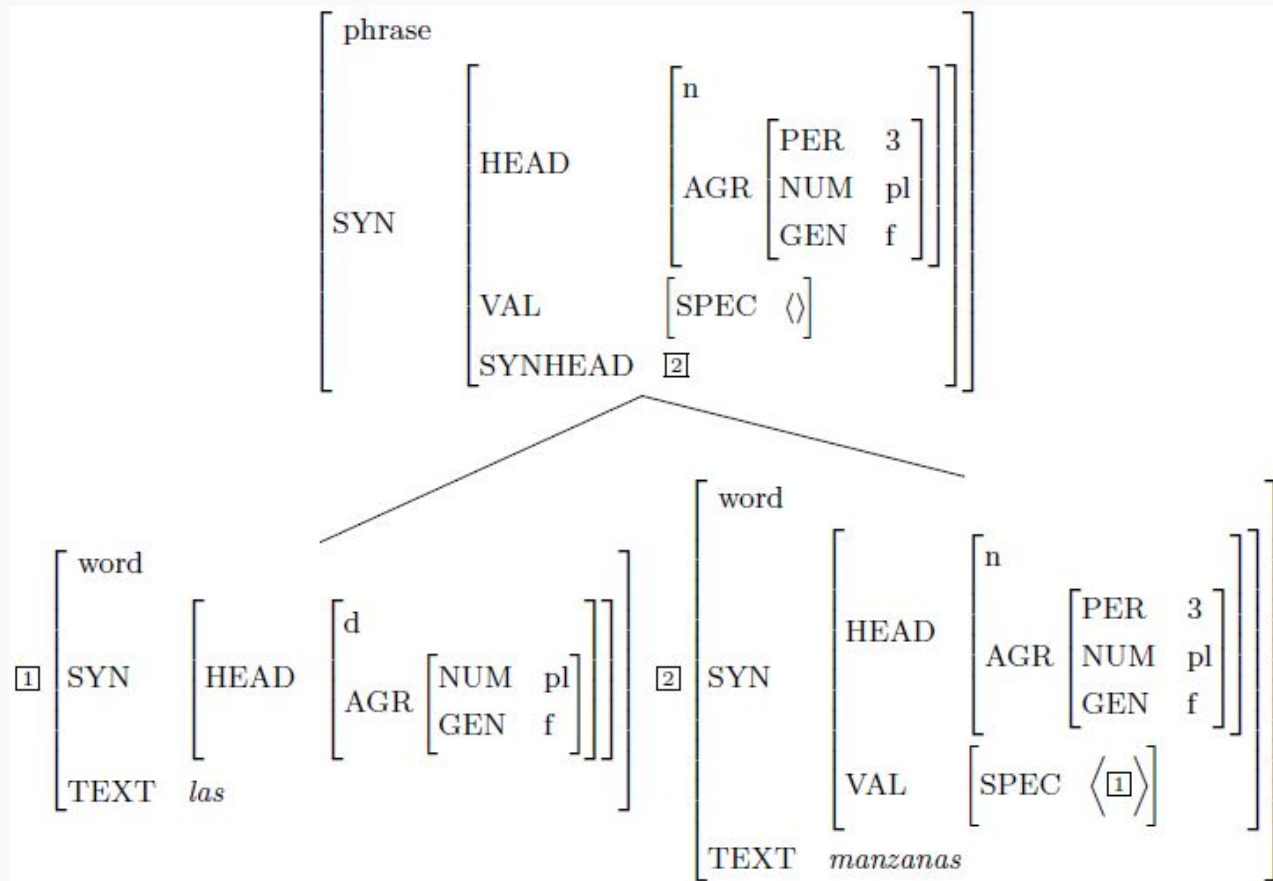 phrase
n
PER 3
HEAD
AGR NUM pl
GEN f
SYN
VAL [SPEC ⟨⟩]
SYNHEAD 2
word
SYN
HEAD
d
AGR
NUM pl
GEN f
1
TEXT las
word
n
PER 3
HEAD
AGR NUM pl
GEN f
2 SYN
VAL [SPEC ⟨1⟩]
TEXT manzanas